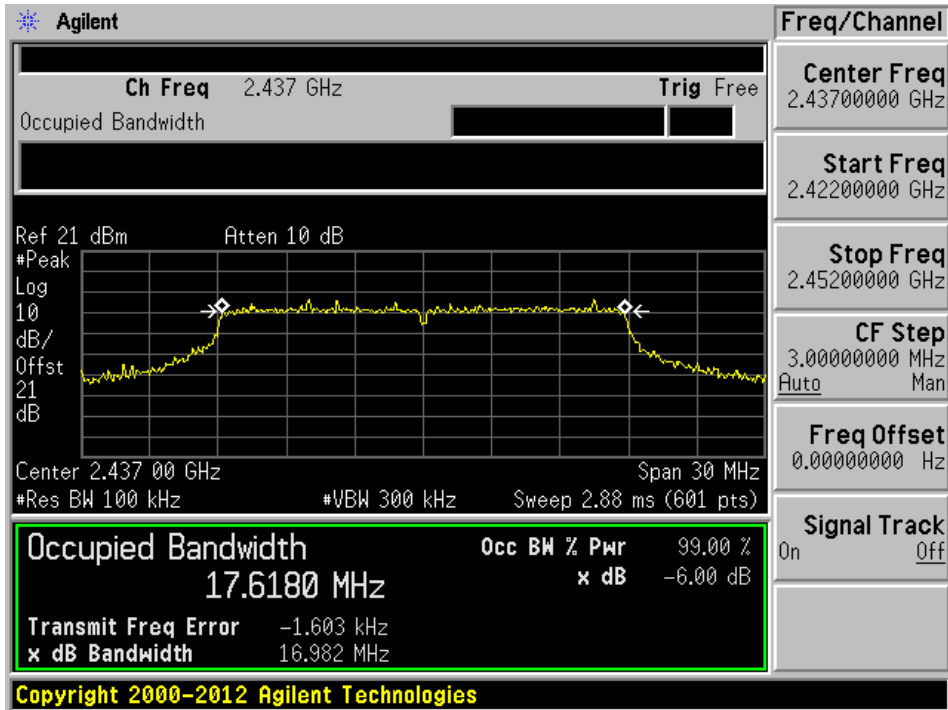 Agilent
Freq/Channel
Ch Freq 2.437 GHz Trig Free
Occupied Bandwidth
Center Freq
2.43700000 GHz
Start Freq
2.42200000 GHz
Stop Freq
2.45200000 GHz
CF Step
3.00000000 MHz
Auto Man
Freq Offset
0.00000000 Hz
Signal Track
On Off
Ref 21 dBm Atten 10 dB
#Peak
Log
10
dB/
Offst
21
dB
Center 2.437 00 GHz Span 30 MHz
#Res BW 100 kHz #VBW 300 kHz Sweep 2.88 ms (601 pts)
Occupied Bandwidth Occ BW % Pwr 99.00 %
17.6180 MHz x dB -6.00 dB
Transmit Freq Error -1.603 kHz
x dB Bandwidth 16.982 MHz
Copyright 2000-2012 Agilent Technologies